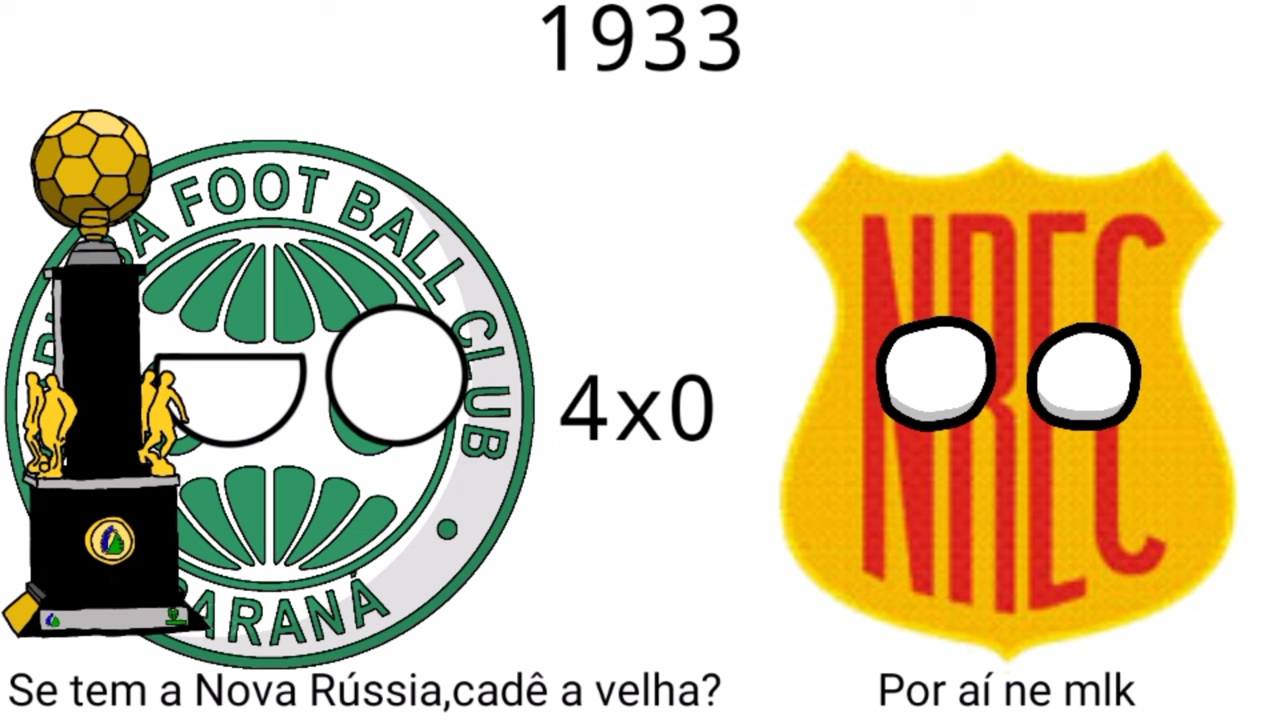 1933
FOOT BALL CLUB
PARANÁ
4x0
NREC
Se tem a Nova Rússia,cadê a velha?
Por aí ne mlk